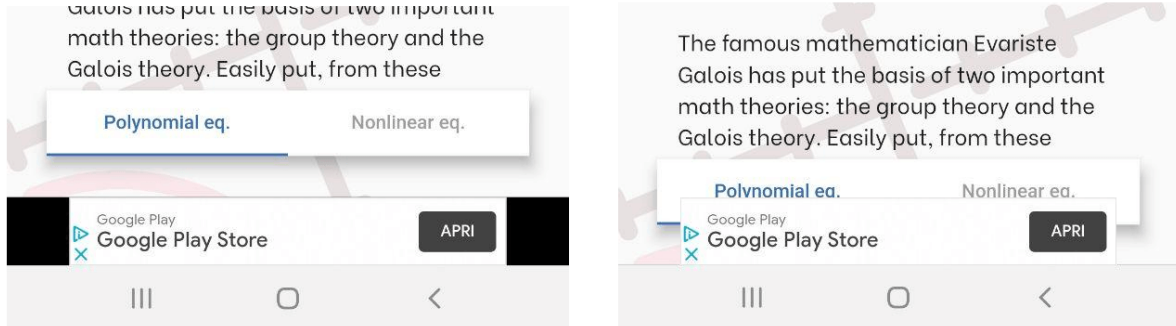 Galois has put the basis of two important
math theories: the group theory and the
Galois theory. Easily put, from these
Polynomial eq.
Nonlinear eq.
Google Play
Google Play Store
APRI
The famous mathematician Evariste
Galois has put the basis of two important
math theories: the group theory and the
Galois theory. Easily put, from these
Polynomial eq.
Nonlinear eq.
Google Play
Google Play Store
APRI